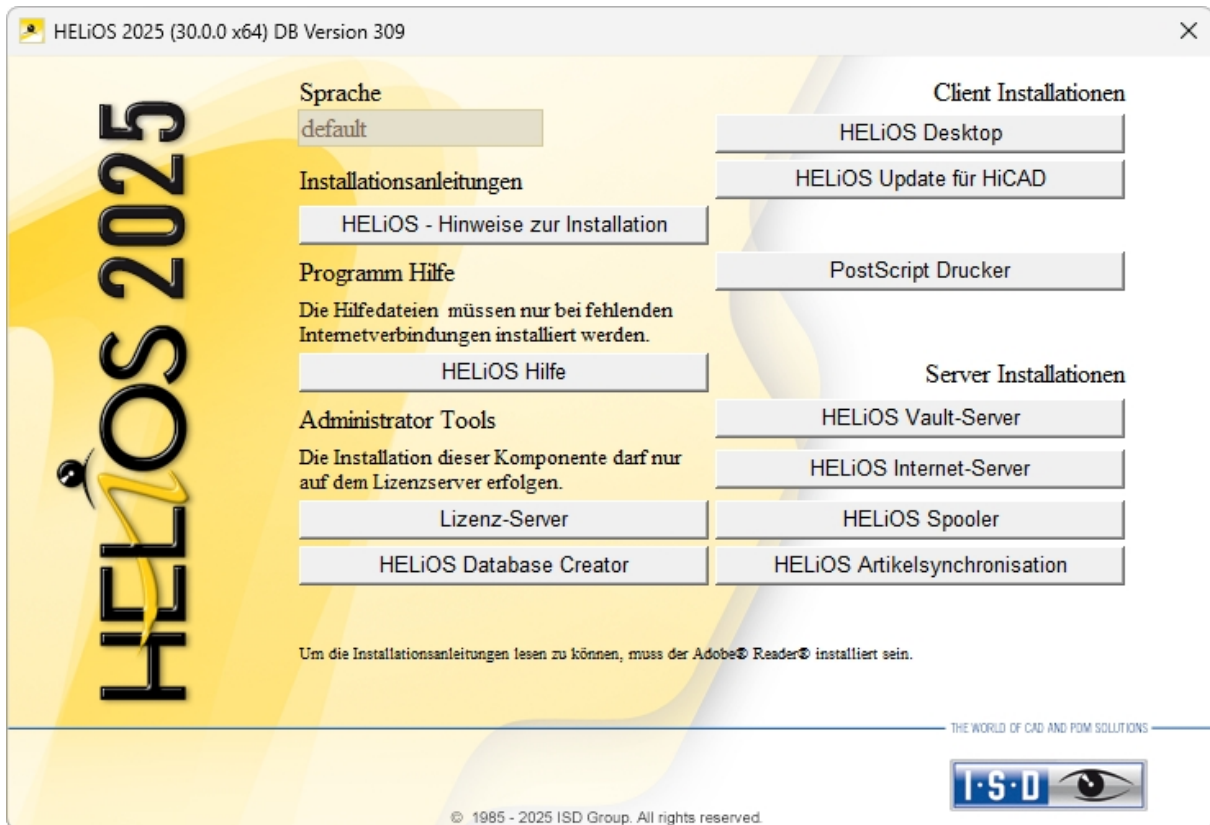 HELiOS 2025 (30.0.0 x64) DB Version 309
HELiOS 2025
Sprache
default
Installationsanleitungen
HELiOS - Hinweise zur Installation
Programm Hilfe
Die Hilfedateien müssen nur bei fehlenden
Internetverbindungen installiert werden.
HELiOS Hilfe
Administrator Tools
Die Installation dieser Komponente darf nur
auf dem Lizenzserver erfolgen.
Lizenz-Server
HELiOS Database Creator
Client Installationen
HELiOS Desktop
HELiOS Update für HiCAD
PostScript Drucker
Server Installationen
HELiOS Vault-Server
HELiOS Internet-Server
HELiOS Spooler
HELiOS Artikelsynchronisation
Um die Installationsanleitungen lesen zu können, muss der Adobe® Reader® installiert sein.
THE WORLD OF CAD AND PDM SOLUTIONS
I·S·D
© 1985 - 2025 ISD Group. All rights reserved.